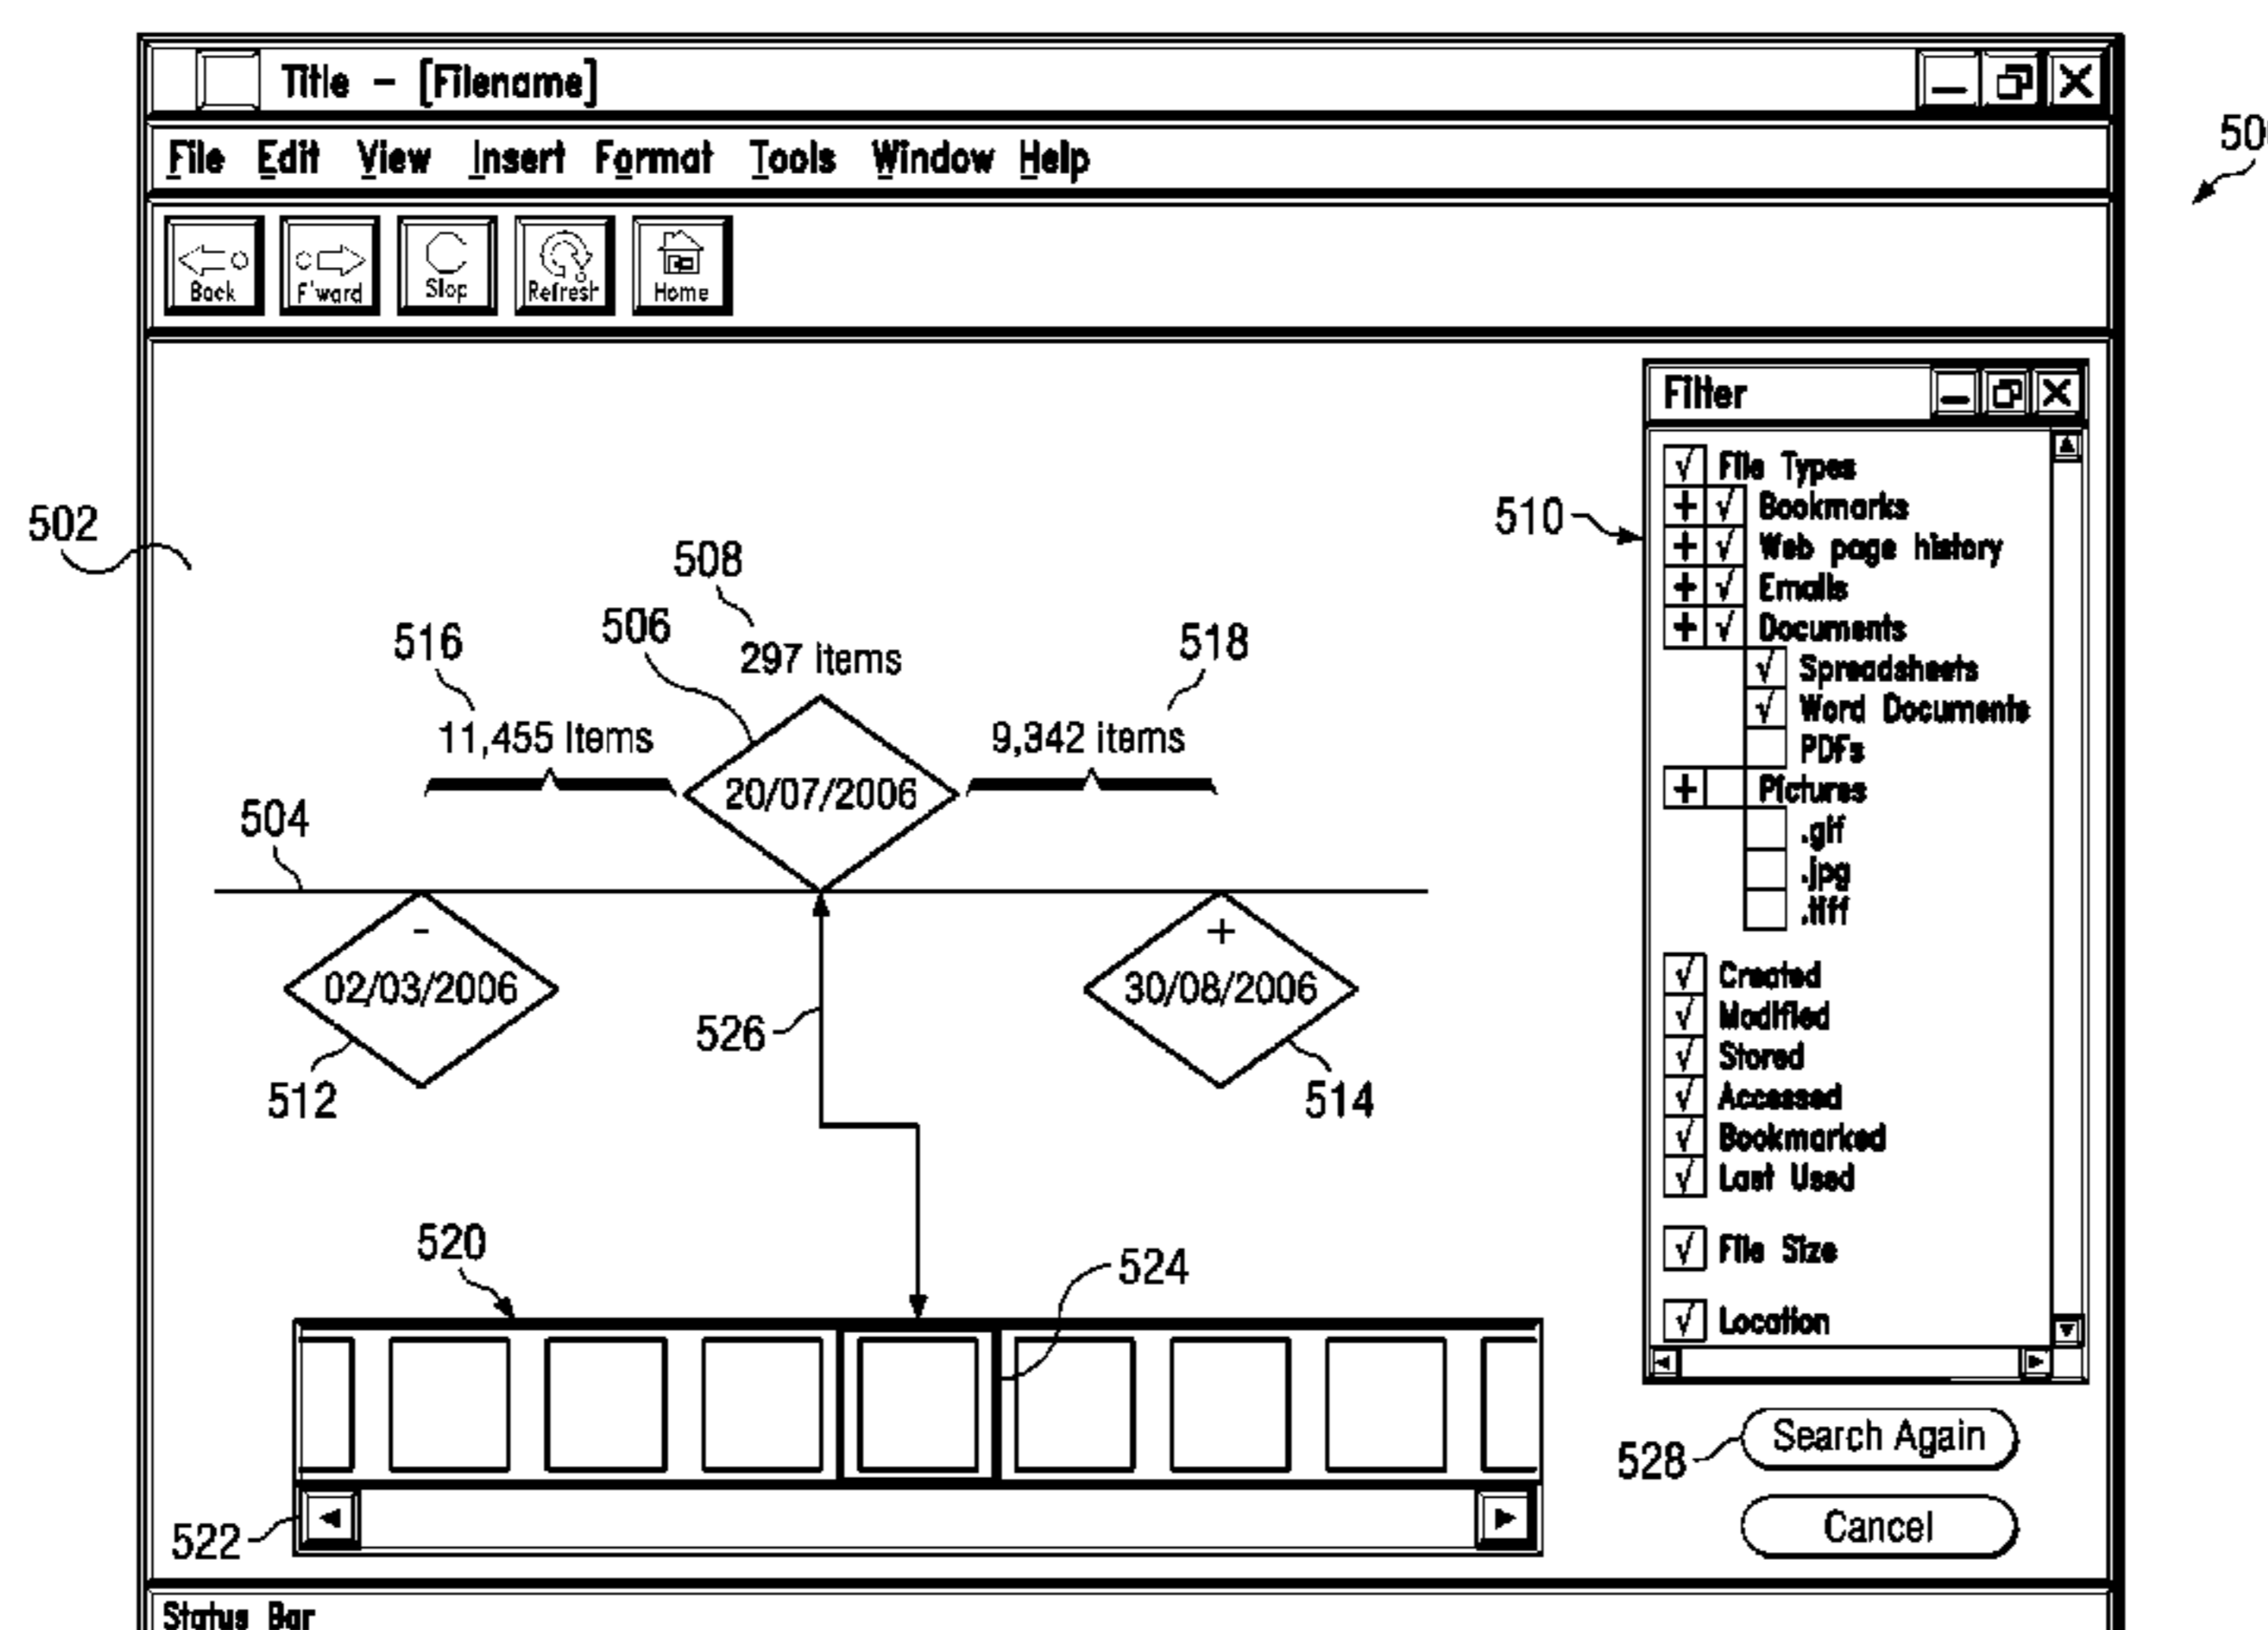 Title - [Filename]
File Edit View Insert Format Tools Window Help
Back F'ward Stop Refresh Home
50
Filter
File Types
+ Bookmarks
+ Web page history
+ Emails
+ Documents
Spreadsheets
Word Documents
PDFs
+ Pictures
.gif
.jpg
.tiff
Created
Modified
Stored
Accessed
Bookmarked
Last Used
File Size
Location
510
502
508
506
297 items
516
518
11,455 items
9,342 items
20/07/2006
504
-
02/03/2006
+
30/08/2006
526
512
514
520
524
522
528
Search Again
Cancel
Status Bar